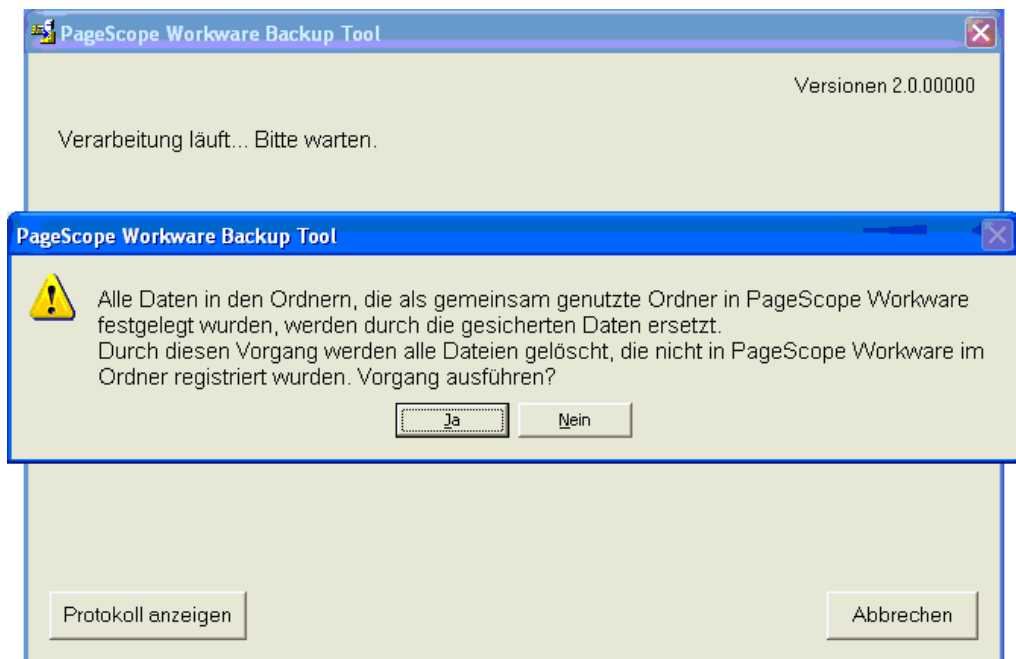 PageScope Workware Backup Tool
Versionen 2.0.00000
Verarbeitung läuft... Bitte warten.
PageScope Workware Backup Tool
Alle Daten in den Ordnern, die als gemeinsam genutzte Ordner in PageScope Workware
festgelegt wurden, werden durch die gesicherten Daten ersetzt.
Durch diesen Vorgang werden alle Dateien gelöscht, die nicht in PageScope Workware im
Ordner registriert wurden. Vorgang ausführen?
Ja
Nein
Protokoll anzeigen
Abbrechen